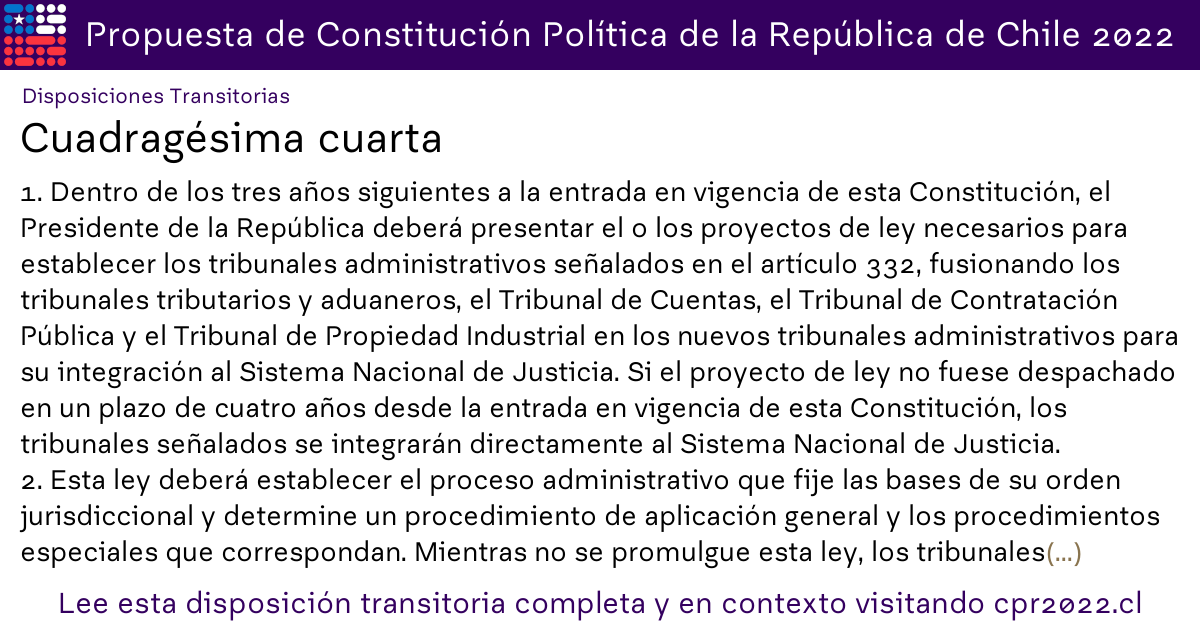 Propuesta de Constitución Política de la República de Chile 2022
Disposiciones Transitorias
Cuadragésima cuarta
1. Dentro de los tres años siguientes a la entrada en vigencia de esta Constitución, el
Presidente de la República deberá presentar el o los proyectos de ley necesarios para
establecer los tribunales administrativos señalados en el artículo 332, fusionando los
tribunales tributarios y aduaneros, el Tribunal de Cuentas, el Tribunal de Contratación
Pública y el Tribunal de Propiedad Industrial en los nuevos tribunales administrativos para
su integración al Sistema Nacional de Justicia. Si el proyecto de ley no fuese despachado
en un plazo de cuatro años desde la entrada en vigencia de esta Constitución, los
tribunales señalados se integrarán directamente al Sistema Nacional de Justicia.
2. Esta ley deberá establecer el proceso administrativo que fije las bases de su orden
jurisdiccional y determine un procedimiento de aplicación general y los procedimientos
especiales que correspondan. Mientras no se promulgue esta ley, los tribunales(...)
Lee esta disposición transitoria completa y en contexto visitando cpr2022.cl